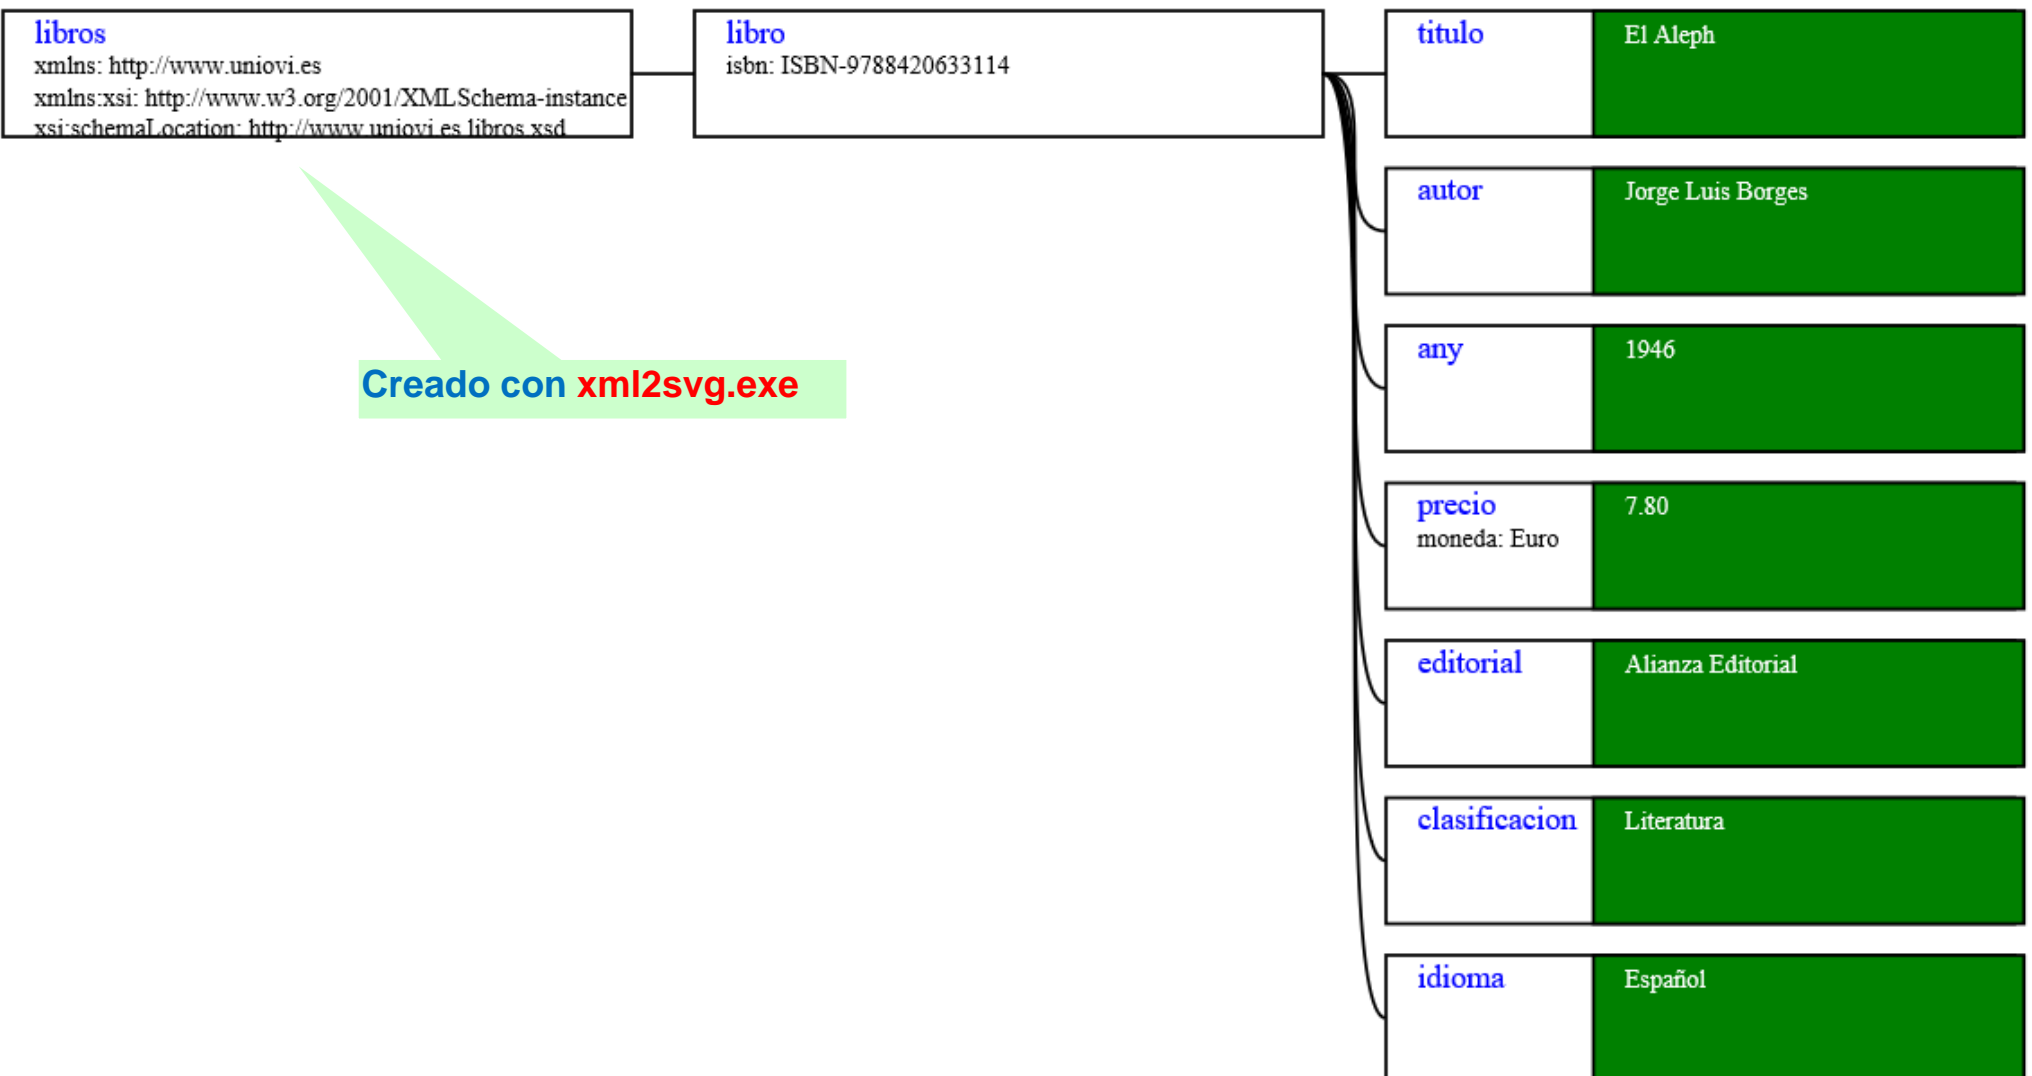 libros
xmlns: http://www.uniovi.es
xmlns:xsi: http://www.w3.org/2001/XMLSchema-instance
xsi:schemaLocation: http://www.uniovi.es libros.xsd
libro
isbn: ISBN-9788420633114
titulo El Aleph
autor Jorge Luis Borges
any 1946
precio 7.80
moneda: Euro
editorial Alianza Editorial
clasificacion Literatura
idioma Español
Creado con xml2svg.exe